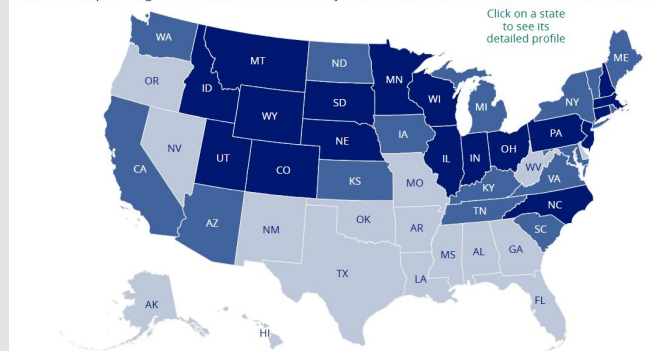 Click on a state
to see its
detailed profile
WA
MT
ND
MN
ME
OR
ID
SD
WI
MI
NY
WY
IA
PA
NV
NE
IL
IN
OH
UT
CO
WV
CA
KS
MO
KY
VA
NC
AZ
NM
OK
AR
TN
SC
MS
AL
GA
TX
LA
AK
FL
HI